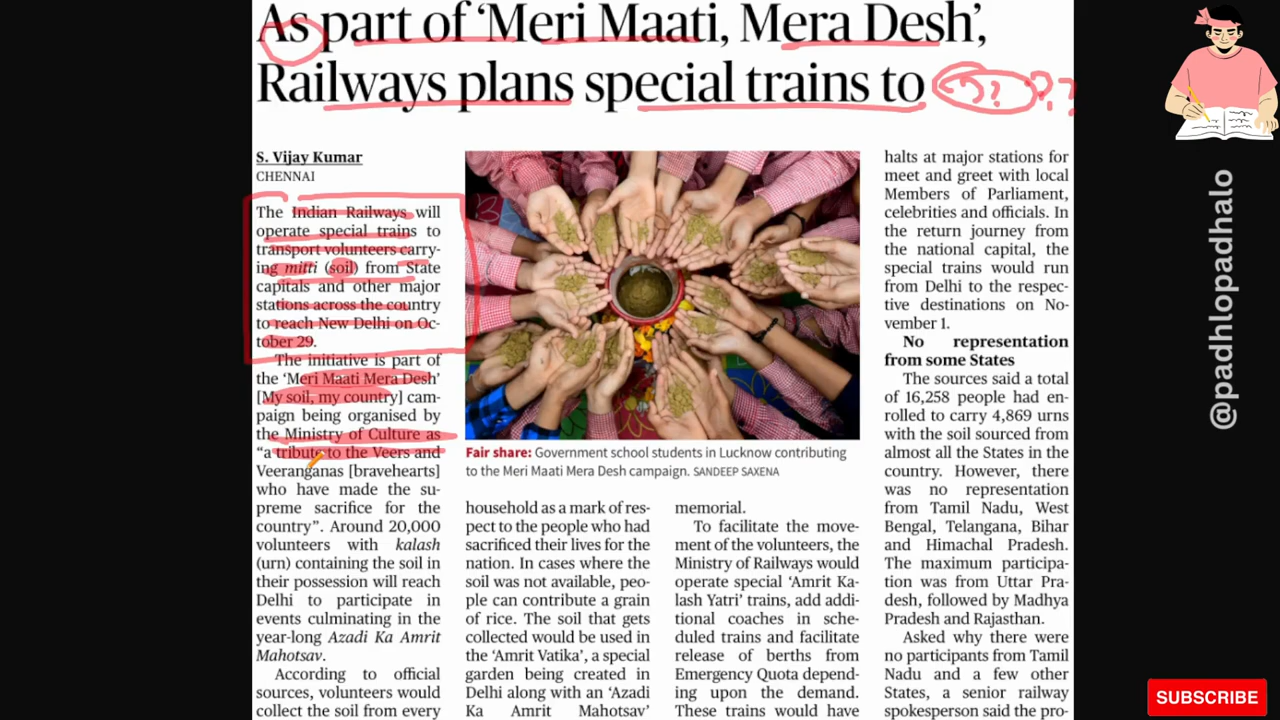 As part of ‘Meri Maati, Mera Desh’,
Railways plans special trains to
S. Vijay Kumar
CHENNAI
The Indian Railways will
operate special trains to
transport volunteers carry-
ing mitti (soil) from State
capitals and other major
stations across the country
to reach New Delhi on Oc-
tober 29.
The initiative is part of
the ‘Meri Maati Mera Desh’
[My soil, my country] cam-
paign being organised by
the Ministry of Culture as
“a tribute to the Veers and
Veeranganas [bravehearts]
who have made the su-
preme sacrifice for the
country”. Around 20,000
volunteers with kalash
(urn) containing the soil in
their possession will reach
Delhi to participate in
events culminating in the
year-long Azadi Ka Amrit
Mahotsav.
According to official
sources, volunteers would
collect the soil from every
Fair share: Government school students in Lucknow contributing
to the Meri Maati Mera Desh campaign. SANDEEP SAXENA
household as a mark of res-
pect to the people who had
sacrificed their lives for the
nation. In cases where the
soil was not available, peo-
ple can contribute a grain
of rice. The soil that gets
collected would be used in
the ‘Amrit Vatika’, a special
garden being created in
Delhi along with an ‘Azadi
Ka Amrit Mahotsav’
memorial.
To facilitate the move-
ment of the volunteers, the
Ministry of Railways would
operate special ‘Amrit Ka-
lash Yatri’ trains, add addi-
tional coaches in sche-
duled trains and facilitate
release of berths from
Emergency Quota depend-
ing upon the demand.
These trains would have
halts at major stations for
meet and greet with local
Members of Parliament,
celebrities and officials. In
the return journey from
the national capital, the
special trains would run
from Delhi to the respec-
tive destinations on No-
vember 1.
No representation
from some States
The sources said a total
of 16,258 people had en-
rolled to carry 4,869 urns
with the soil sourced from
almost all the States in the
country. However, there
was no representation
from Tamil Nadu, West
Bengal, Telangana, Bihar
and Himachal Pradesh.
The maximum participa-
tion was from Uttar Pra-
desh, followed by Madhya
Pradesh and Rajasthan.
Asked why there were
no participants from Tamil
Nadu and a few other
States, a senior railway
spokesperson said the pro-
@padhlopadhalo
SUBSCRIBE